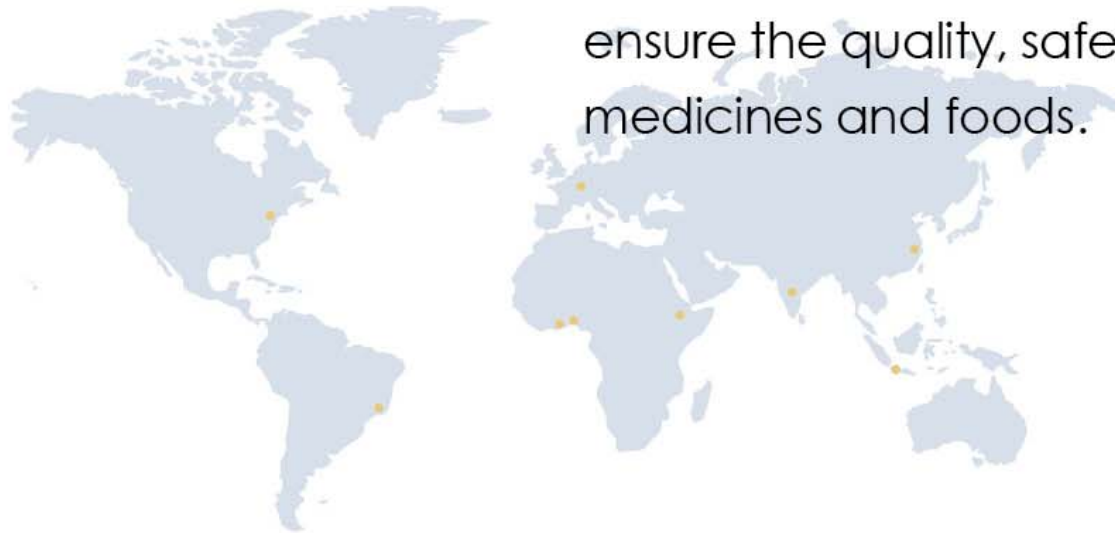 ensure the quality, safe
medicines and foods.